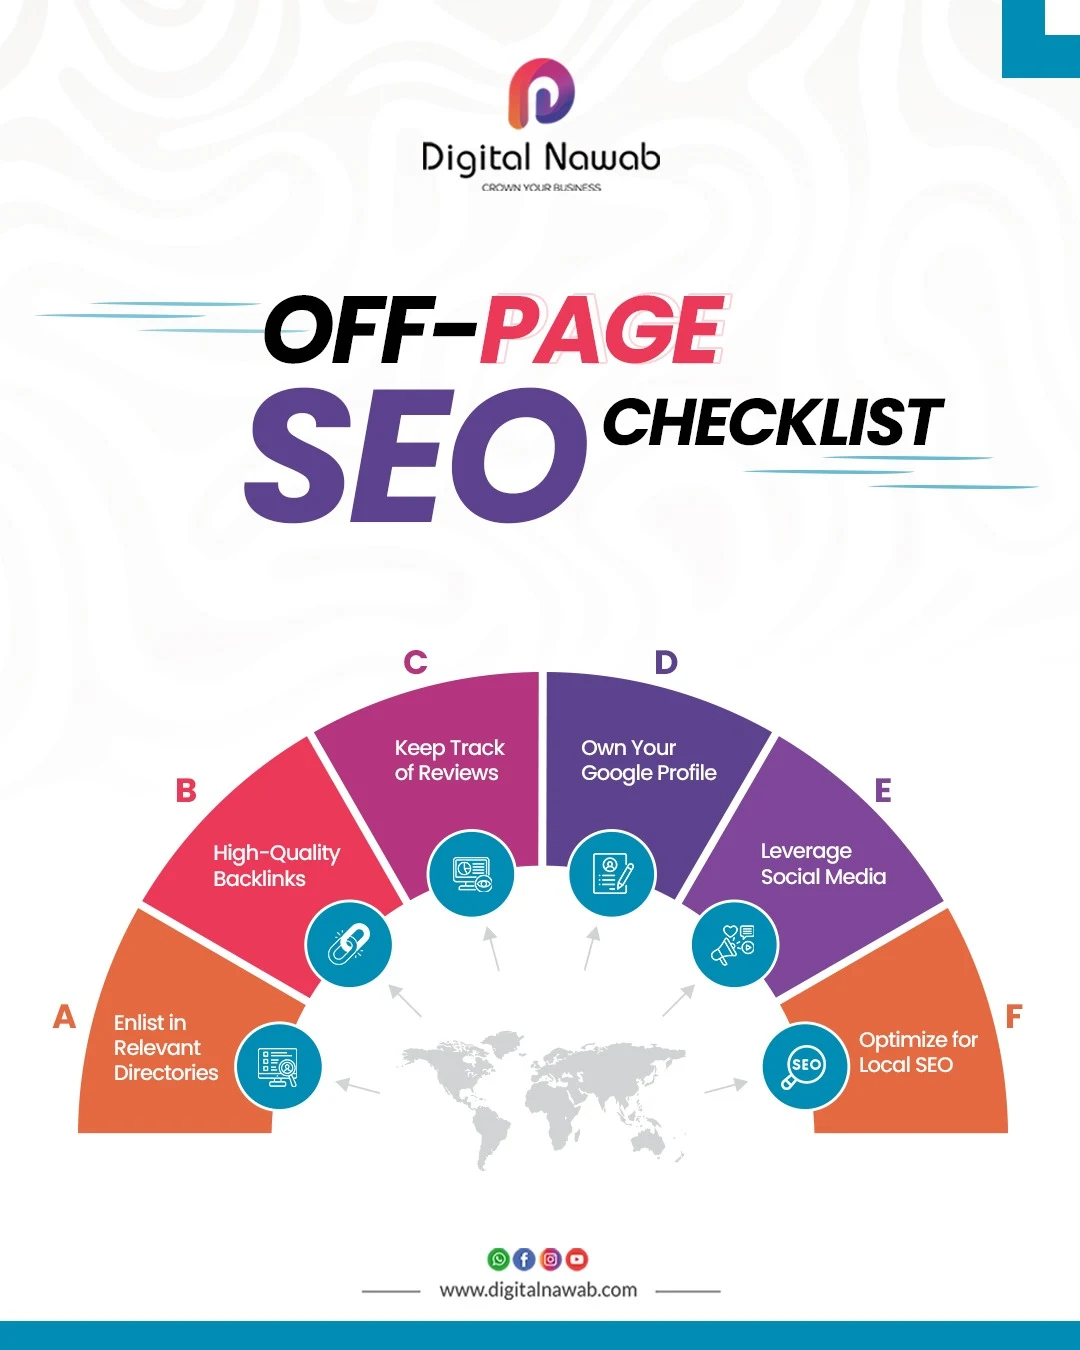 Digital Nawab
CROWN YOUR BUSINESS
OFF-PAGE
SEO CHECKLIST
A
Enlist in
Relevant
Directories
B
High-Quality
Backlinks
C
Keep Track
of Reviews
D
Own Your
Google Profile
E
Leverage
Social Media
F
Optimize for
Local SEO
SEO
www.digitalnawab.com